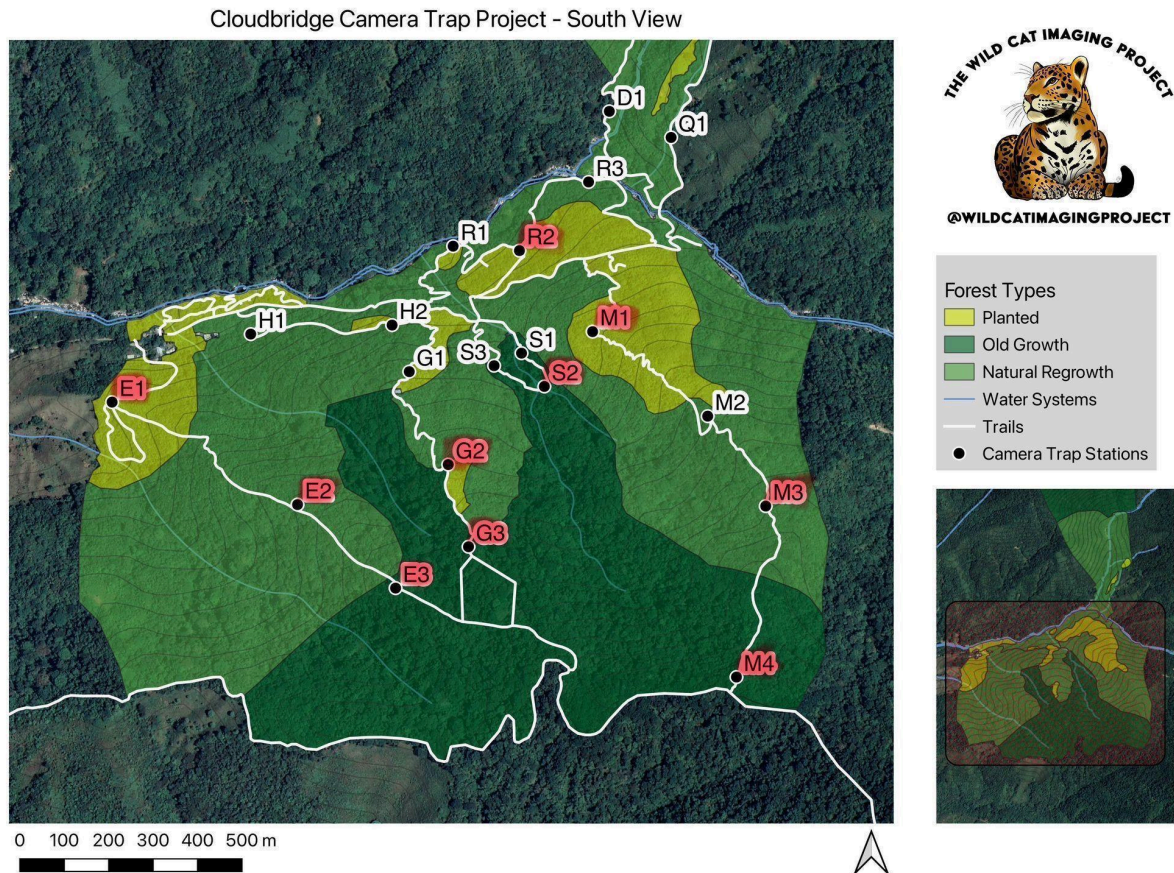 Cloudbridge Camera Trap Project - South View
THE WILD CAT IMAGING PROJECT
@WILDCATIMAGINGPROJECT
D1
Q1
R3
R1
R2
H1
H2
M1
S1
S3
G1
S2
E1
M2
G2
E2
M3
G3
E3
M4
Forest Types
Planted
Old Growth
Natural Regrowth
Water Systems
Trails
Camera Trap Stations
0 100 200 300 400 500 m